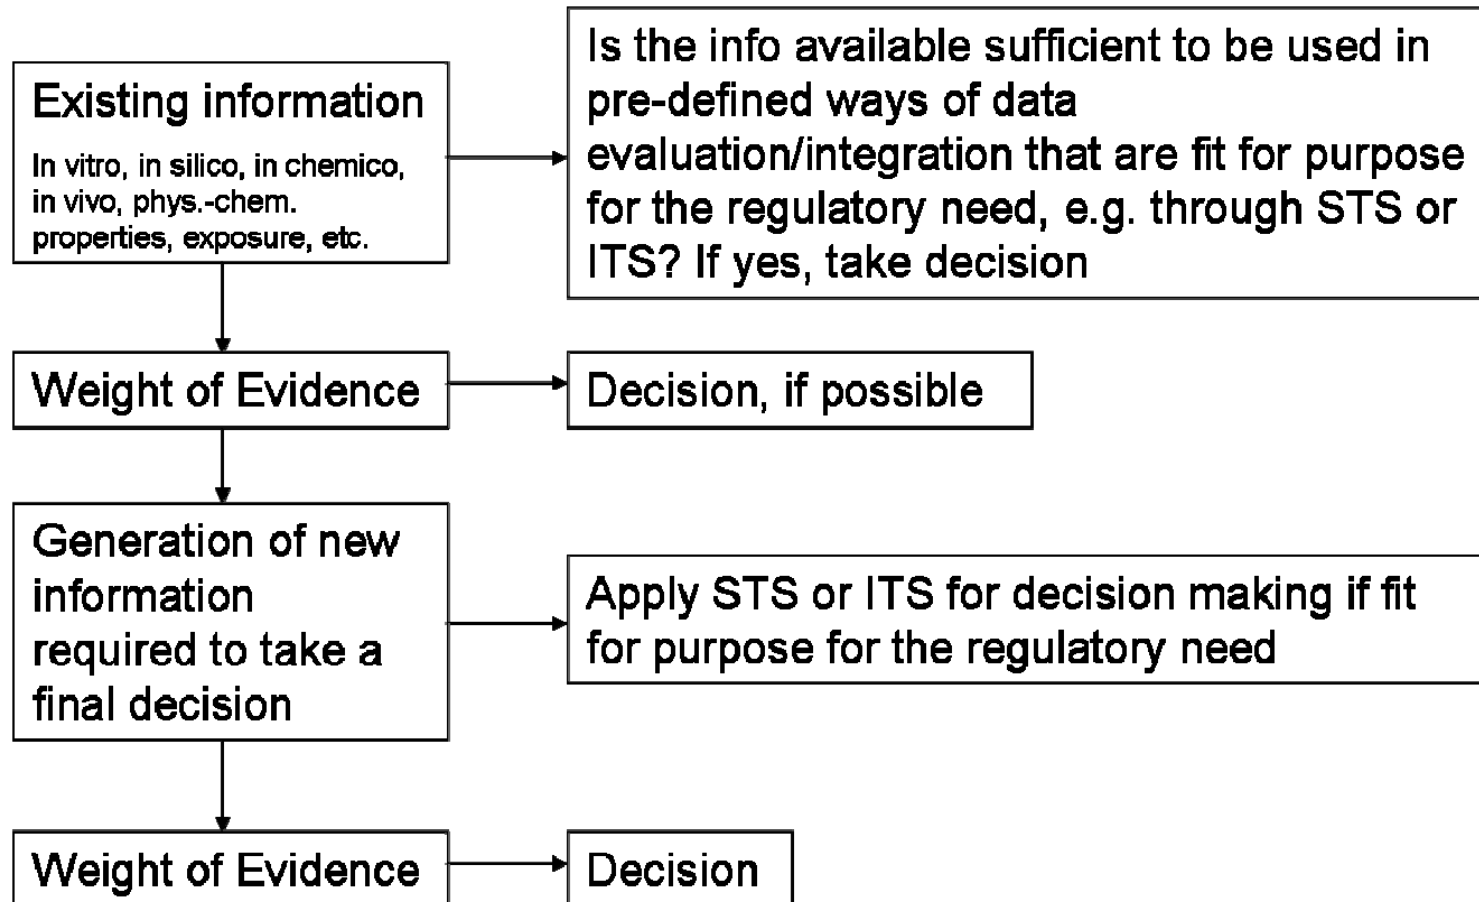 Existing information
In vitro, in silico, in chemico,
in vivo, phys.-chem.
properties, exposure, etc.
Is the info available sufficient to be used in
pre-defined ways of data
evaluation/integration that are fit for purpose
for the regulatory need, e.g. through STS or
ITS? If yes, take decision
Weight of Evidence
Decision, if possible
Generation of new
information
required to take a
final decision
Apply STS or ITS for decision making if fit
for purpose for the regulatory need
Weight of Evidence
Decision